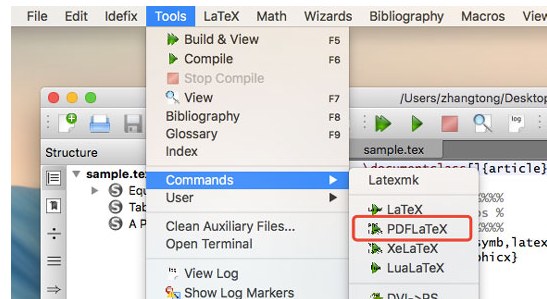 File Edit Idefix Tools LaTeX Math Wizards Bibliography Macros View
Build & View F5
Compile F6
Stop Compile
View F7
Bibliography F8
Glossary F9
Index
Commands
User
Clean Auxiliary Files...
Open Terminal
View Log
Show Log Markers
/Users/zhangtong/Desktop
log
Structure
sample.tex
Equ
Tab
A P
sample.tex
\documentclass[]{article}
%%%%
os %
%%%%
symb,latex
phicx}
Latexmk
LaTeX
PDFLaTeX
XeLaTeX
LuaLaTeX
DVI->PS